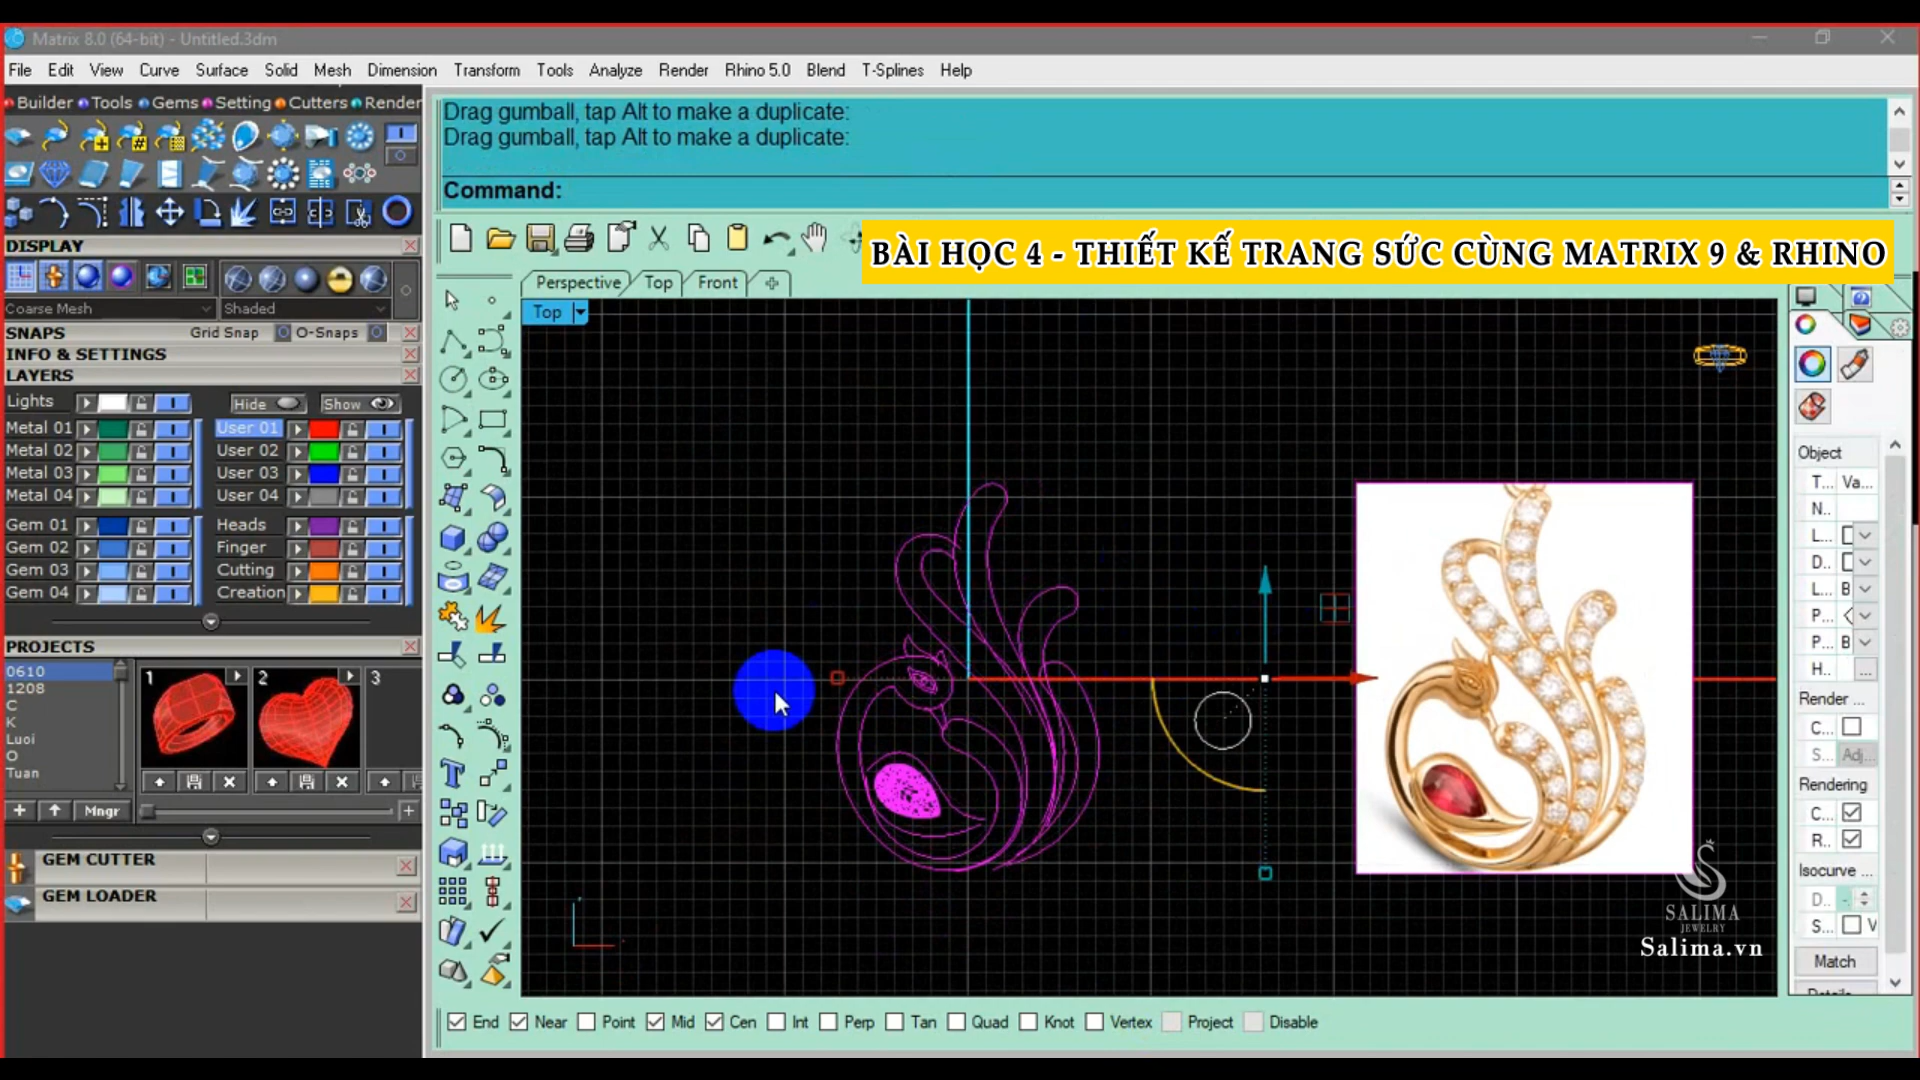 Matrix 8.0 (64-bit) - Untitled.3dm
File Edit View Curve Surface Solid Mesh Dimension Transform Tools Analyze Render Rhino 5.0 Blend T-Splines Help
Builder Tools Gems Setting Cutters Render
Drag gumball, tap Alt to make a duplicate:
Drag gumball, tap Alt to make a duplicate:
Command:
BÀI HỌC 4 - THIẾT KẾ TRANG SỨC CÙNG MATRIX 9 & RHINO
DISPLAY
Coarse Mesh Shaded
SNAPS Grid Snap O-Snaps
INFO & SETTINGS
LAYERS
Lights Hide Show
Metal 01 User 01
Metal 02 User 02
Metal 03 User 03
Metal 04 User 04
Gem 01 Heads
Gem 02 Finger
Gem 03 Cutting
Gem 04 Creation
PROJECTS
0610
1208
C
K
Luoi
O
Tuan
1 2 3
Mngr
GEM CUTTER
GEM LOADER
Perspective Top Front
Top
Object
T... Va...
N..
L...
D..
L... B
P...
P... B
H... ...
Render ...
C...
S... Adj...
Rendering
C...
R..
Isocurve ...
D..
S... V
Match
SALIMA
JEWELRY
Salima.vn
End Near Point Mid Cen Int Perp Tan Quad Knot Vertex Project Disable